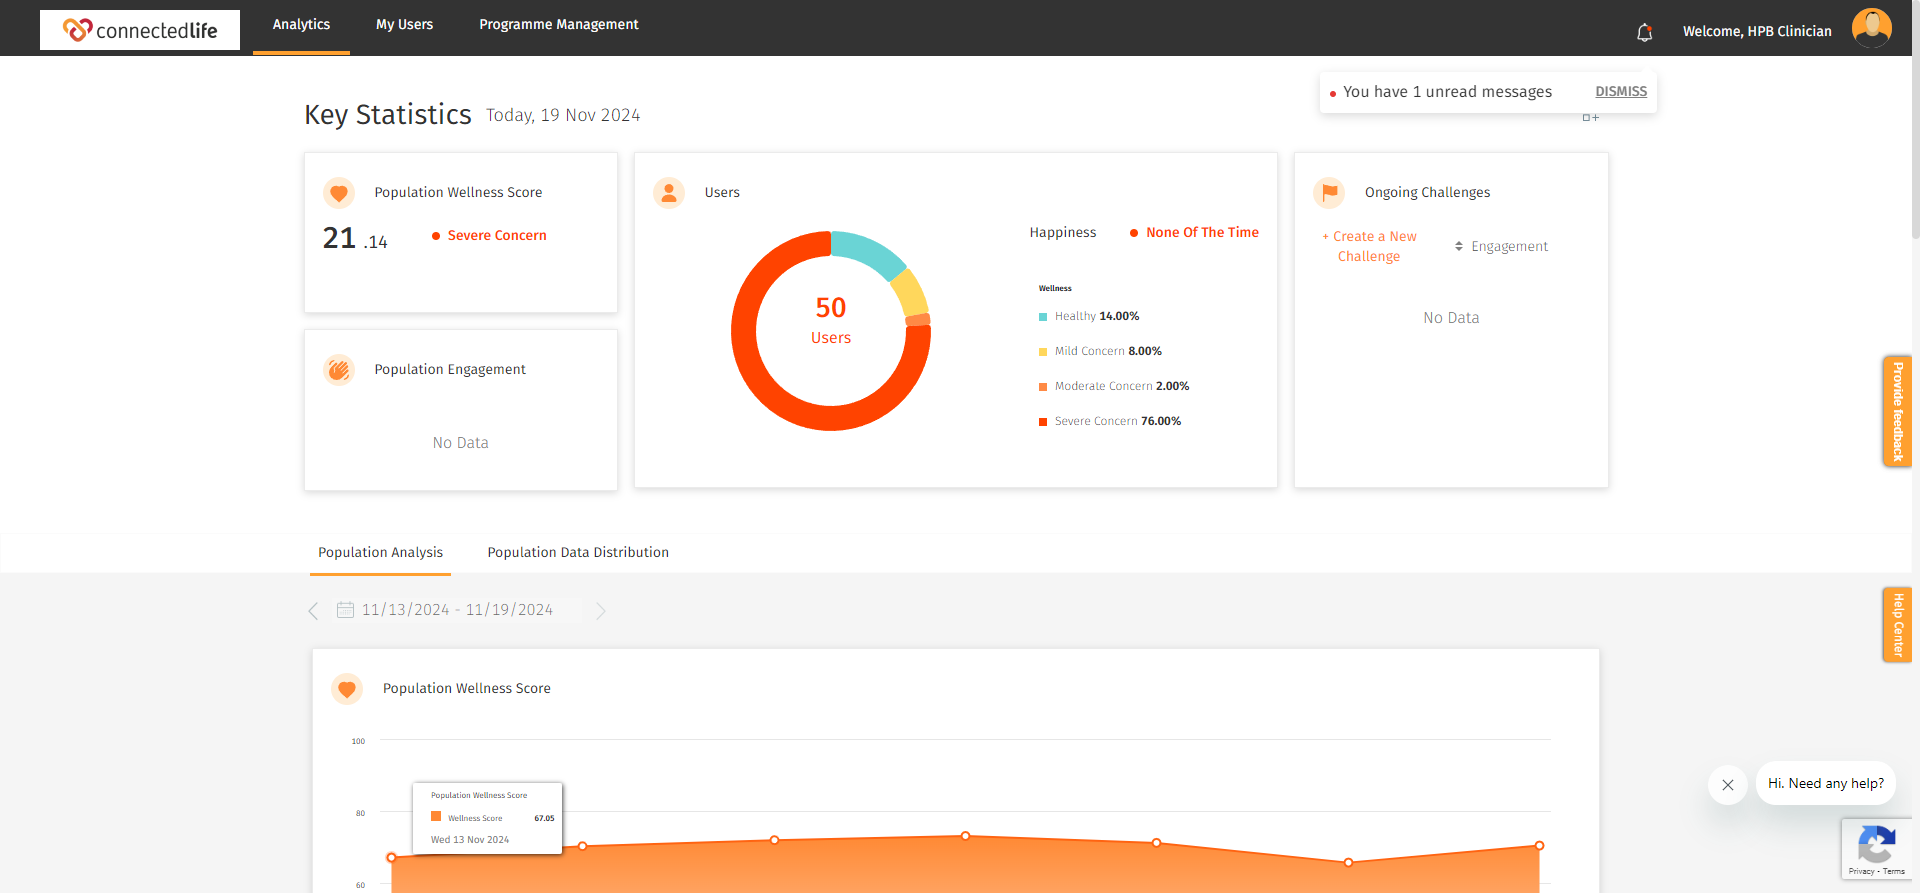 connectedlife
Analytics
My Users
Programme Management
Welcome, HPB Clinician
You have 1 unread messages
DISMISS
Key Statistics
Today, 19 Nov 2024
Population Wellness Score
21 .14
Severe Concern
Population Engagement
No Data
Users
50
Users
Happiness
None Of The Time
Wellness
Healthy 14.00%
Mild Concern 8.00%
Moderate Concern 2.00%
Severe Concern 76.00%
Ongoing Challenges
+ Create a New
Challenge
Engagement
No Data
Provide feedback
Help Center
Population Analysis
Population Data Distribution
11/13/2024 - 11/19/2024
Population Wellness Score
100
80
60
Population Wellness Score
Wellness Score 67.05
Wed 13 Nov 2024
Hi. Need any help?
Privacy - Terms